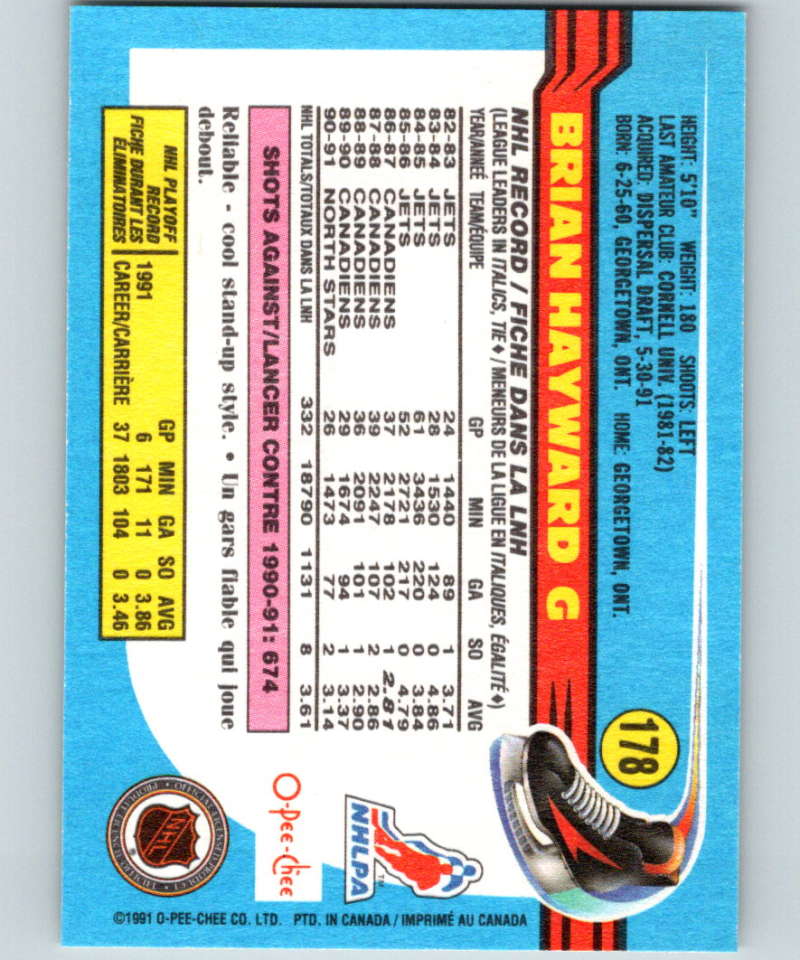 HEIGHT: 5'10" WEIGHT: 180 SHOOTS: LEFT
LAST AMATEUR CLUB: CORNELL UNIV. (1981-82)
ACQUIRED: DISPERSAL DRAFT, 5-30-91
BORN: 6-25-60, GEORGETOWN, ONT. HOME: GEORGETOWN, ONT.
178
BRIAN HAYWARD G
NHL RECORD / FICHE DANS LA LNH
(LEAGUE LEADERS IN ITALICS, TIE ♦ / MENEURS DE LA LIGUE EN ITALIQUES, ÉGALITÉ ♦)
YEAR/ANNÉE TEAM/ÉQUIPE GP MIN GA SO AVG
82-83 JETS 24 1440 89 1 3.71
83-84 JETS 28 1530 124 0 4.86
84-85 JETS 61 3436 220 0 3.84
85-86 JETS 52 2721 217 0 4.79
86-87 CANADIENS 37 2178 102 1 2.81
87-88 CANADIENS 39 2247 107 2 2.86
88-89 CANADIENS 36 2091 101 1 2.90
89-90 CANADIENS 29 1674 94 1 3.37
90-91 NORTH STARS 26 1473 77 2 3.14
NHL TOTALS/TOTAUX DANS LA LNH 332 18790 1131 8 3.61
SHOTS AGAINST/LANCER CONTRE 1990-91: 674
Reliable - cool stand-up style. • Un gars fiable qui joue
debout.
NHL PLAYOFF
RECORD
FICHE DURANT LES
ÉLIMINATOIRES
GP MIN GA SO AVG
1991 6 171 11 0 3.86
CAREER/CARRIÈRE 37 1803 104 0 3.46
NHLPA
TM
O-Pee-Chee
NHL
©1991 O-PEE-CHEE CO. LTD. PTD. IN CANADA / IMPRIMÉ AU CANADA